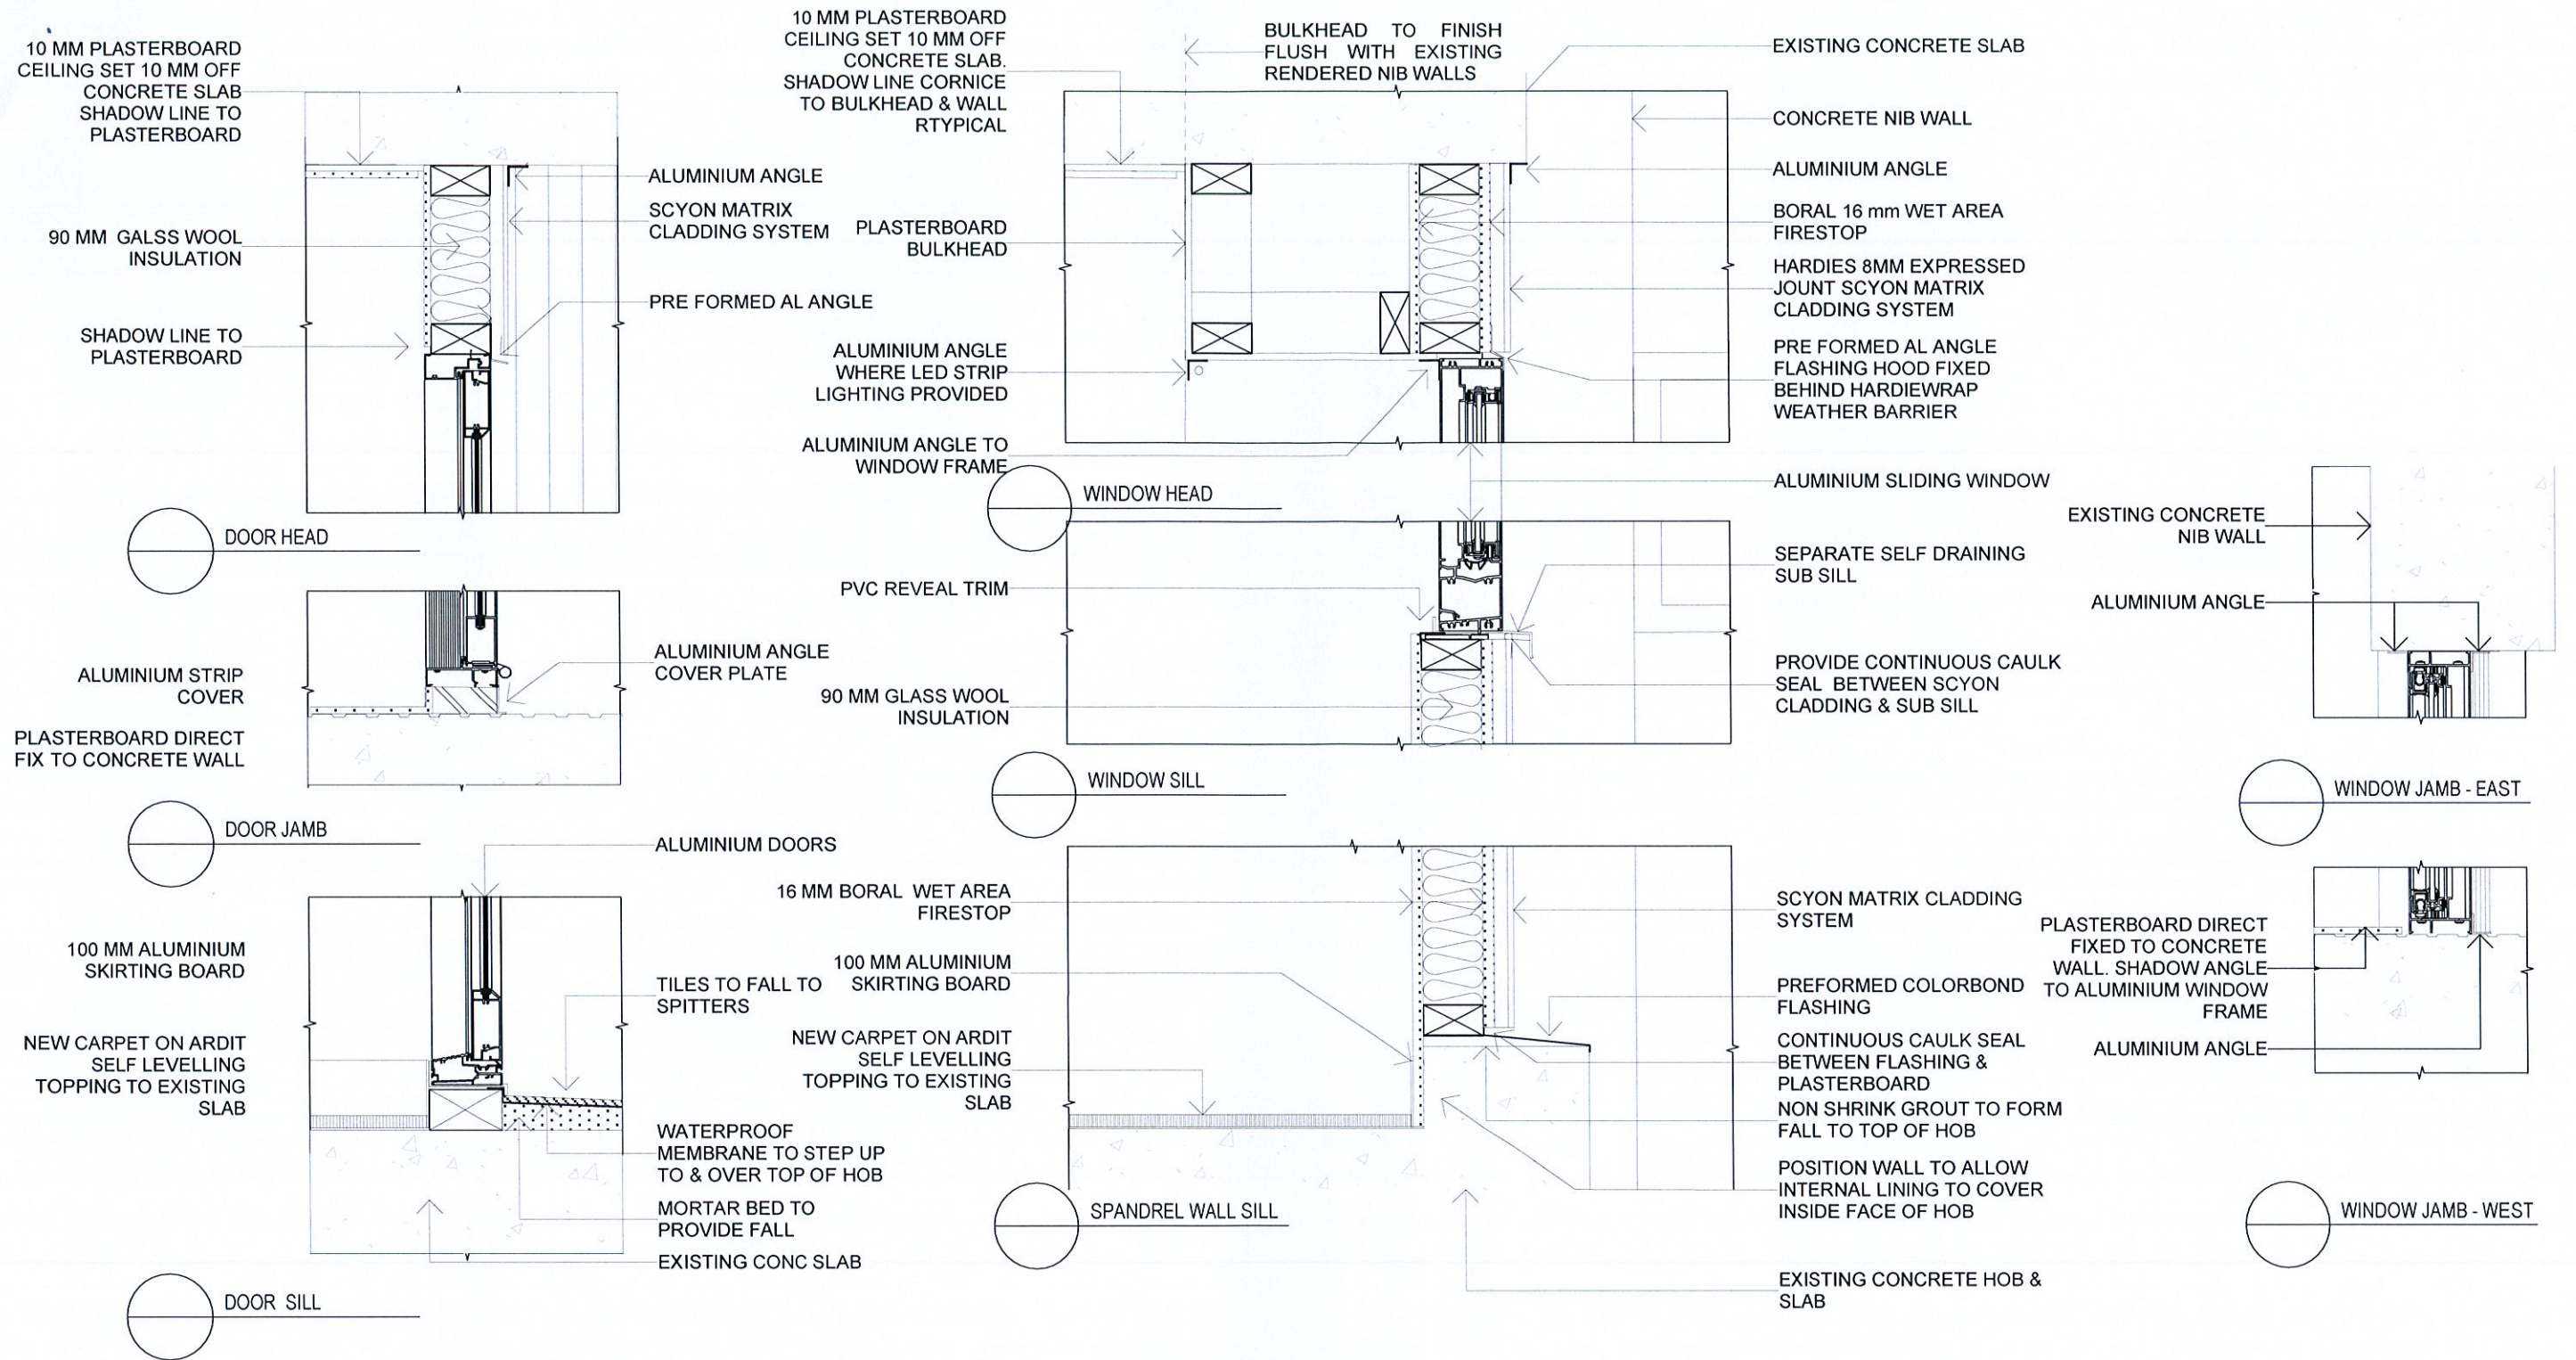 10 MM PLASTERBOARD
CEILING SET 10 MM OFF
CONCRETE SLAB
SHADOW LINE TO
PLASTERBOARD
90 MM GALSS WOOL
INSULATION
SHADOW LINE TO
PLASTERBOARD
ALUMINIUM ANGLE
SCYON MATRIX
CLADDING SYSTEM
PRE FORMED AL ANGLE
DOOR HEAD
ALUMINIUM STRIP
COVER
PLASTERBOARD DIRECT
FIX TO CONCRETE WALL
ALUMINIUM ANGLE
COVER PLATE
DOOR JAMB
ALUMINIUM DOORS
100 MM ALUMINIUM
SKIRTING BOARD
NEW CARPET ON ARDIT
SELF LEVELLING
TOPPING TO EXISTING
SLAB
TILES TO FALL TO
SPITTERS
WATERPROOF
MEMBRANE TO STEP UP
TO & OVER TOP OF HOB
MORTAR BED TO
PROVIDE FALL
EXISTING CONC SLAB
DOOR SILL
10 MM PLASTERBOARD
CEILING SET 10 MM OFF
CONCRETE SLAB.
SHADOW LINE CORNICE
TO BULKHEAD & WALL
RTYPICAL
BULKHEAD TO FINISH
FLUSH WITH EXISTING
RENDERED NIB WALLS
PLASTERBOARD
BULKHEAD
ALUMINIUM ANGLE
WHERE LED STRIP
LIGHTING PROVIDED
ALUMINIUM ANGLE TO
WINDOW FRAME
EXISTING CONCRETE SLAB
CONCRETE NIB WALL
ALUMINIUM ANGLE
BORAL 16 mm WET AREA
FIRESTOP
HARDIES 8MM EXPRESSED
JOUNT SCYON MATRIX
CLADDING SYSTEM
PRE FORMED AL ANGLE
FLASHING HOOD FIXED
BEHIND HARDIEWRAP
WEATHER BARRIER
WINDOW HEAD
ALUMINIUM SLIDING WINDOW
PVC REVEAL TRIM
90 MM GLASS WOOL
INSULATION
SEPARATE SELF DRAINING
SUB SILL
PROVIDE CONTINUOUS CAULK
SEAL BETWEEN SCYON
CLADDING & SUB SILL
WINDOW SILL
16 MM BORAL WET AREA
FIRESTOP
100 MM ALUMINIUM
SKIRTING BOARD
NEW CARPET ON ARDIT
SELF LEVELLING
TOPPING TO EXISTING
SLAB
SCYON MATRIX CLADDING
SYSTEM
PREFORMED COLORBOND
FLASHING
CONTINUOUS CAULK SEAL
BETWEEN FLASHING &
PLASTERBOARD
NON SHRINK GROUT TO FORM
FALL TO TOP OF HOB
POSITION WALL TO ALLOW
INTERNAL LINING TO COVER
INSIDE FACE OF HOB
EXISTING CONCRETE HOB &
SLAB
SPANDREL WALL SILL
EXISTING CONCRETE
NIB WALL
ALUMINIUM ANGLE
WINDOW JAMB - EAST
PLASTERBOARD DIRECT
FIXED TO CONCRETE
WALL. SHADOW ANGLE
TO ALUMINIUM WINDOW
FRAME
ALUMINIUM ANGLE
WINDOW JAMB - WEST